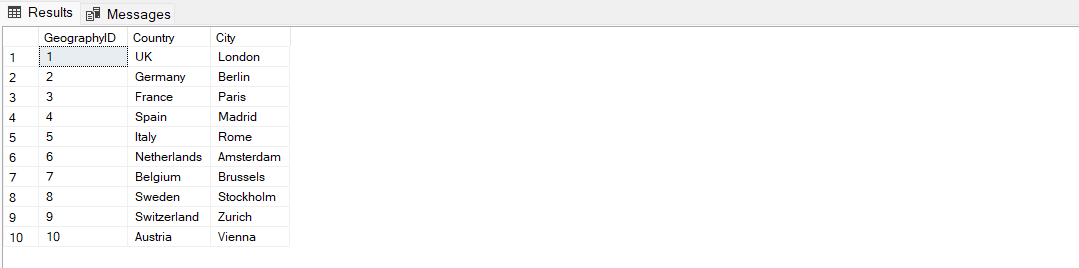 Results Messages
GeographyID Country City
1 1 UK London
2 2 Germany Berlin
3 3 France Paris
4 4 Spain Madrid
5 5 Italy Rome
6 6 Netherlands Amsterdam
7 7 Belgium Brussels
8 8 Sweden Stockholm
9 9 Switzerland Zurich
10 10 Austria Vienna